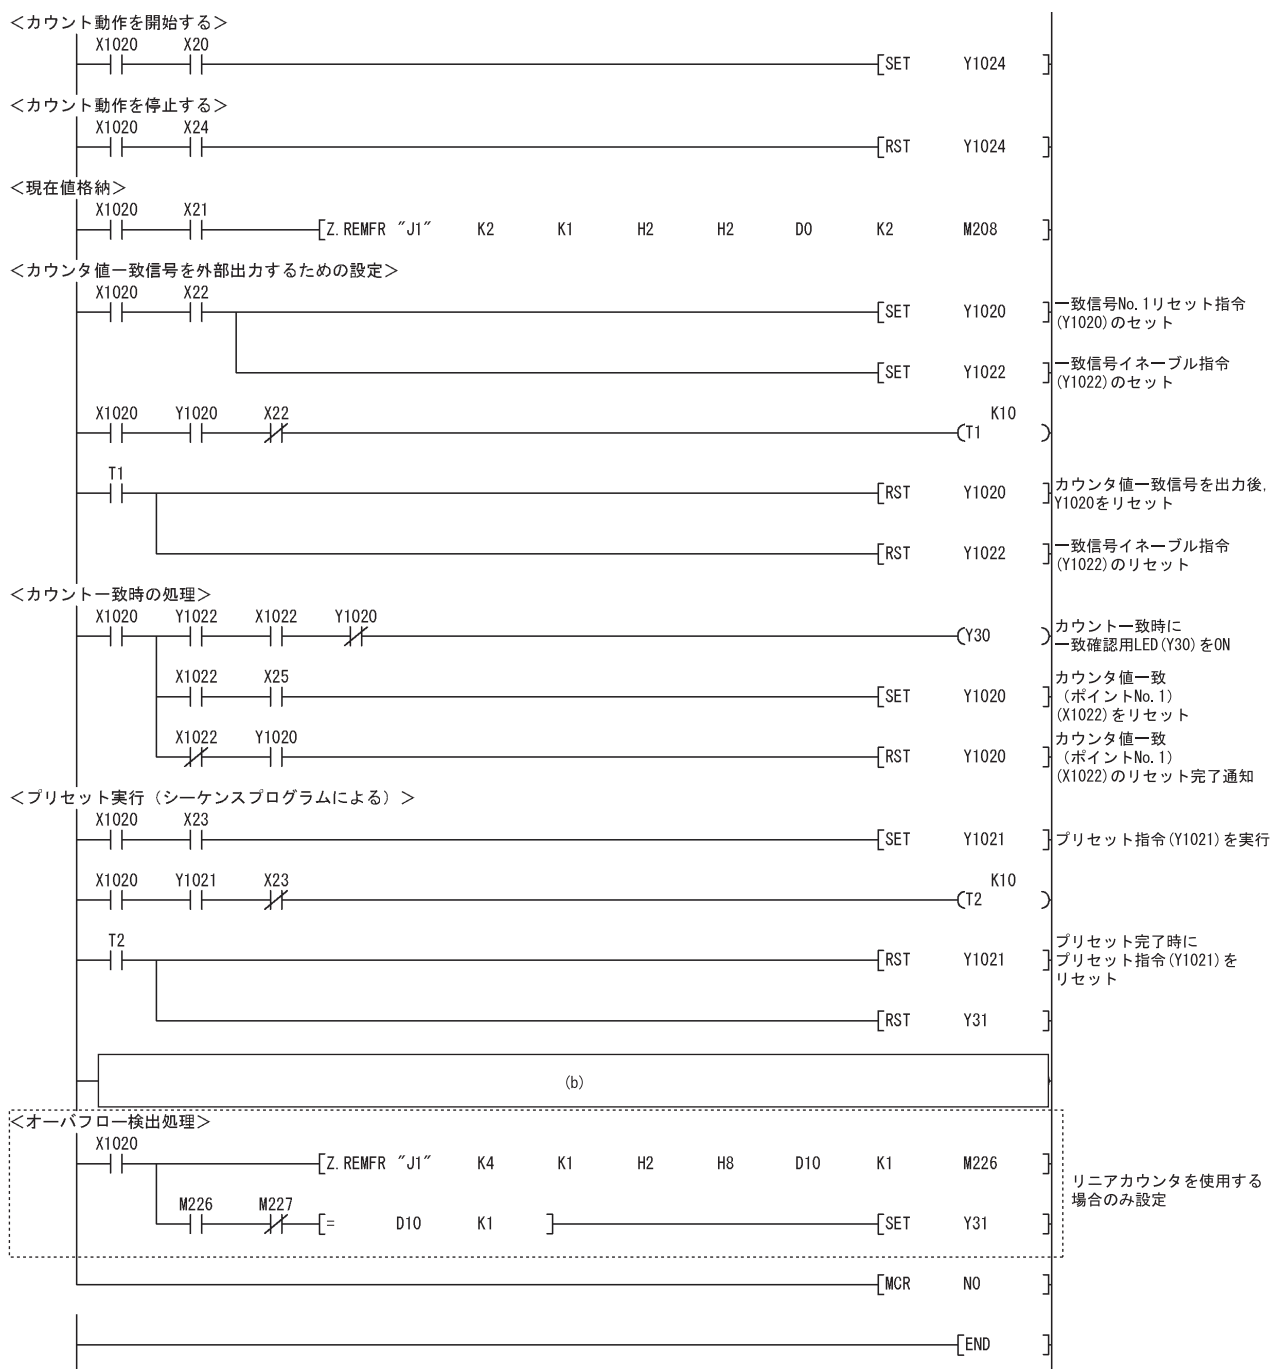 <カウント動作を開始する>
X1020 X20
SET Y1024
<カウント動作を停止する>
X1020 X24
RST Y1024
<現在値格納>
X1020 X21
Z.REMFR "J1" K2 K1 H2 H2 D0 K2 M208
<カウンタ値一致信号を外部出力するための設定>
X1020 X22
SET Y1020
一致信号No.1リセット指令
(Y1020)のセット
SET Y1022
一致信号イネーブル指令
(Y1022)のセット
X1020 Y1020 X22
K10
T1
T1
RST Y1020
カウンタ値一致信号を出力後,
Y1020をリセット
RST Y1022
一致信号イネーブル指令
(Y1022)のリセット
<カウント一致時の処理>
X1020 Y1022 X1022 Y1020
Y30
カウント一致時に
一致確認用LED(Y30)をON
X1022 X25
SET Y1020
カウンタ値一致
(ポイントNo.1)
(X1022)をリセット
X1022 Y1020
RST Y1020
カウンタ値一致
(ポイントNo.1)
(X1022)のリセット完了通知
<プリセット実行(シーケンスプログラムによる)>
X1020 X23
SET Y1021
プリセット指令(Y1021)を実行
X1020 Y1021 X23
K10
T2
T2
RST Y1021
プリセット完了時に
プリセット指令(Y1021)を
リセット
RST Y31
(b)
<オーバフロー検出処理>
X1020
Z.REMFR "J1" K4 K1 H2 H8 D10 K1 M226
M226 M227
= D10 K1
SET Y31
リニアカウンタを使用する
場合のみ設定
MCR N0
END